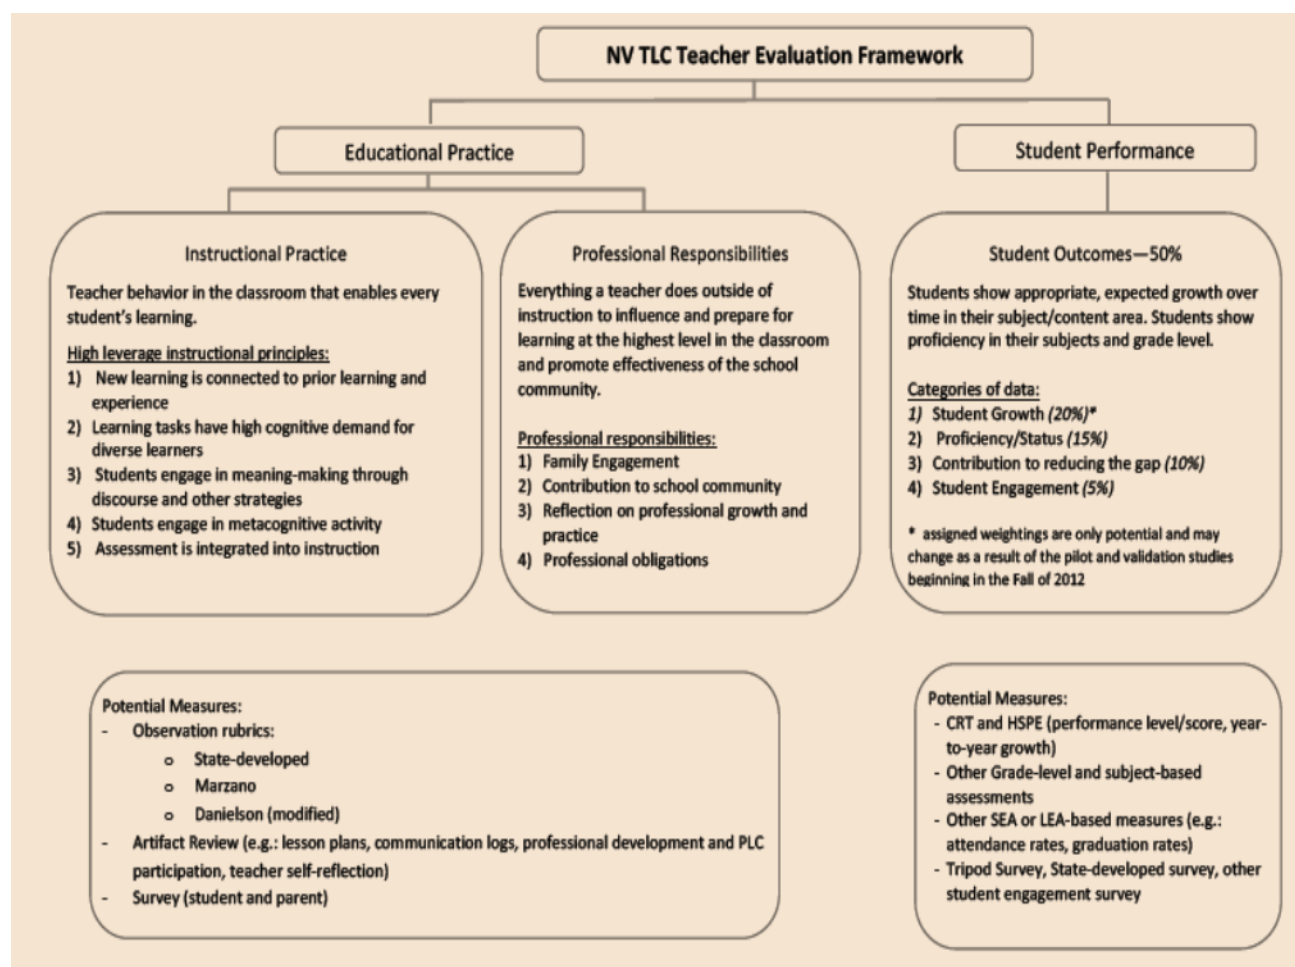 NV TLC Teacher Evaluation Framework
Educational Practice
Student Performance
Instructional Practice
Teacher behavior in the classroom that enables every
student's learning.
High leverage instructional principles:
1) New learning is connected to prior learning and
experience
2) Learning tasks have high cognitive demand for
diverse learners
3) Students engage in meaning-making through
discourse and other strategies
4) Students engage in metacognitive activity
5) Assessment is integrated into instruction
Professional Responsibilities
Everything a teacher does outside of
instruction to influence and prepare for
learning at the highest level in the classroom
and promote effectiveness of the school
community.
Professional responsibilities:
1) Family Engagement
2) Contribution to school community
3) Reflection on professional growth and
practice
4) Professional obligations
Student Outcomes—50%
Students show appropriate, expected growth over
time in their subject/content area. Students show
proficiency in their subjects and grade level.
Categories of data:
1) Student Growth (20%)*
2) Proficiency/Status (15%)
3) Contribution to reducing the gap (10%)
4) Student Engagement (5%)
* assigned weightings are only potential and may
change as a result of the pilot and validation studies
beginning in the Fall of 2012
Potential Measures:
- Observation rubrics:
o State-developed
o Marzano
o Danielson (modified)
- Artifact Review (e.g.: lesson plans, communication logs, professional development and PLC
participation, teacher self-reflection)
- Survey (student and parent)
Potential Measures:
- CRT and HSPE (performance level/score, year-
to-year growth)
- Other Grade-level and subject-based
assessments
- Other SEA or LEA-based measures (e.g.:
attendance rates, graduation rates)
- Tripod Survey, State-developed survey, other
student engagement survey